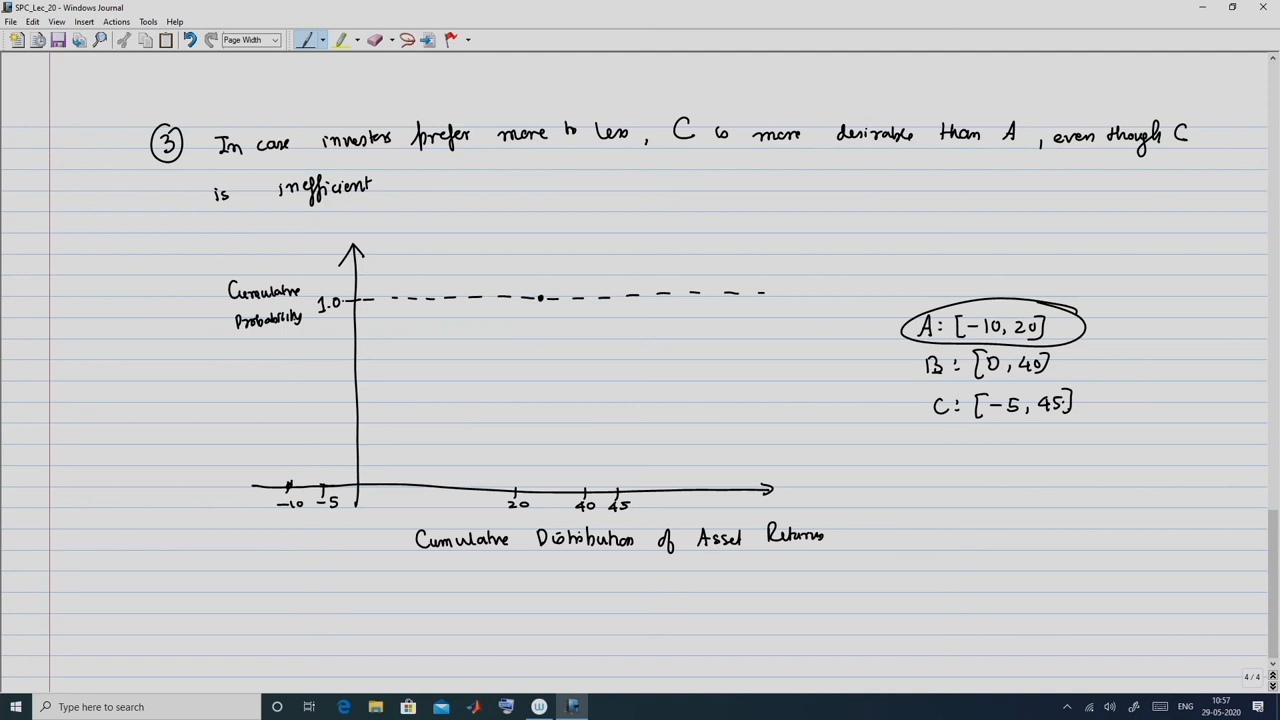 SPC_Lec_20 - Windows Journal
File Edit View Insert Actions Tools Help
Page Width
3 In case investors prefer more to less, C is more desirable than A, even though C
is inefficient
Cumulative
Probability
1.0
A: [-10, 20]
B: [0, 40]
C: [-5, 45]
-10 -5 20 40 45
Cumulative Distribution of Asset Returns
4 / 4
Type here to search
ENG
10:57
29-05-2020